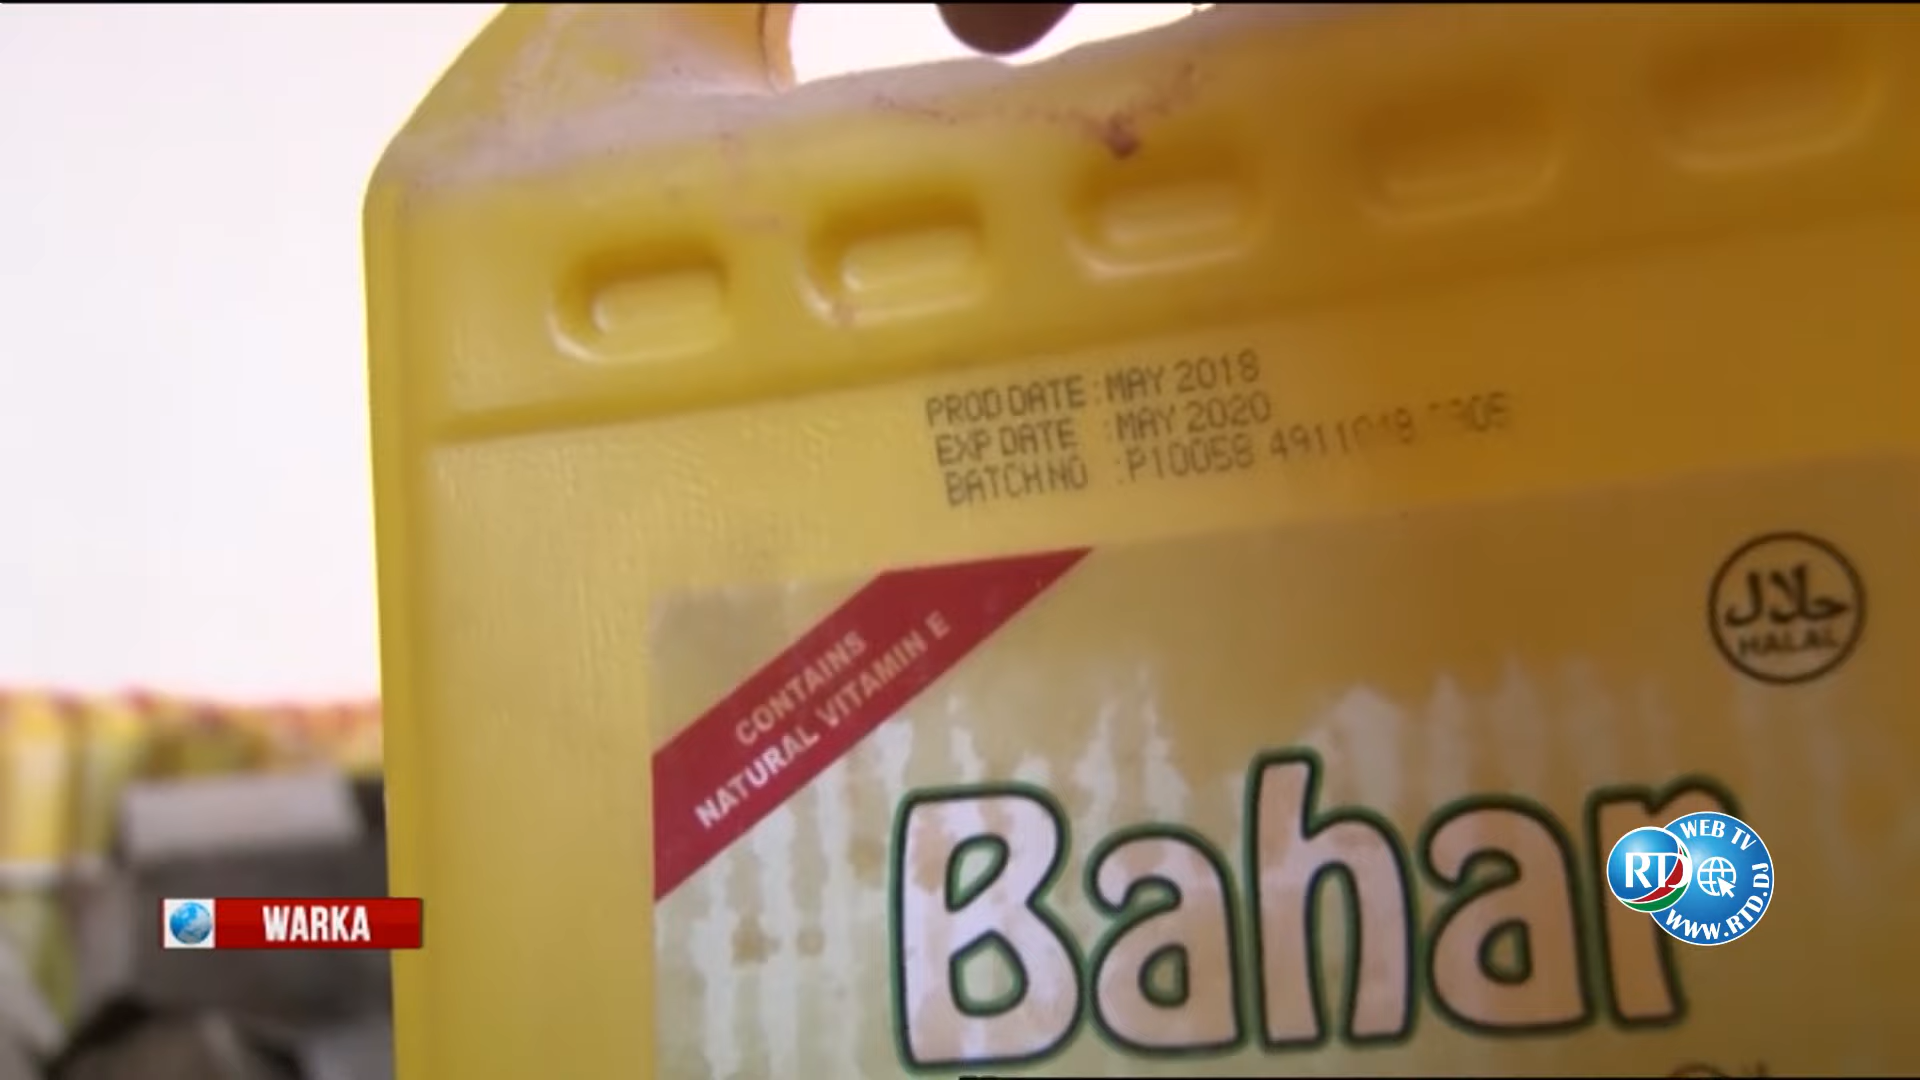 PROD DATE : MAY 2018
EXP DATE : MAY 2020
BATCH NO : P10058
CONTAINS
NATURAL VITAMIN E
حلال
HALAL
Bahar
WARKA
RTD
WEB TV
WWW.RTD.DJ